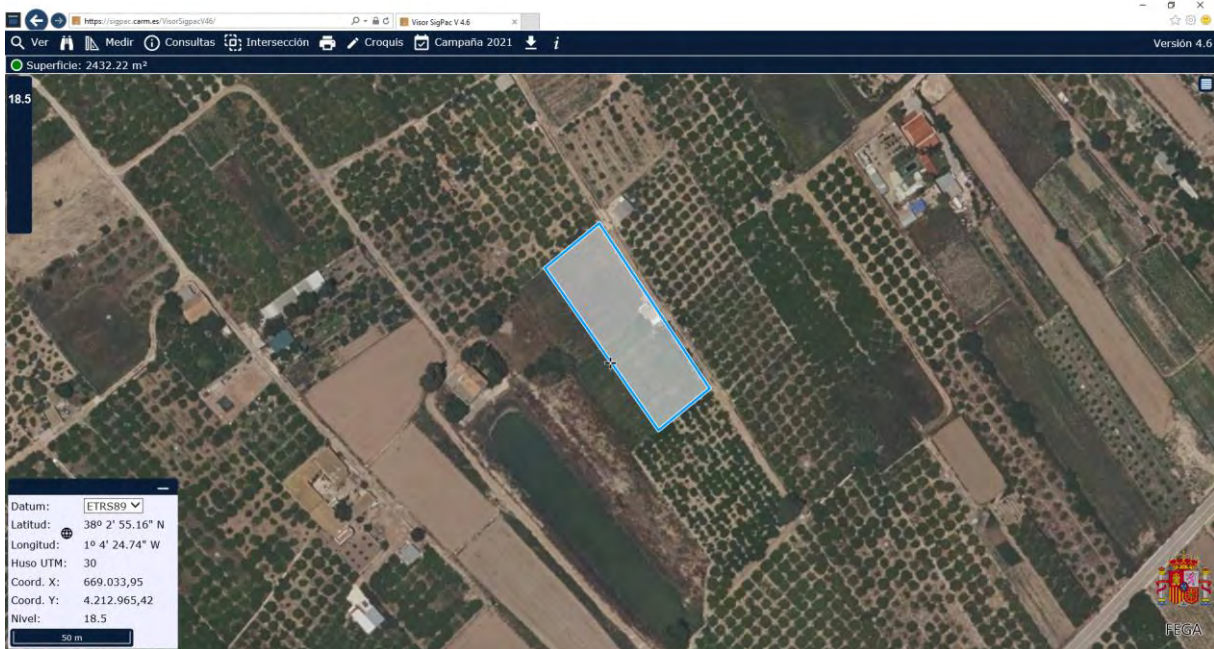 https://sigpac.carm.es/VisorSigpacV46/
Visor SigPac V 4.6
Ver Medir Consultas Intersección Croquis Campaña 2021 i Versión 4.6
Superficie: 2432.22 m²
18.5
Datum: ETRS89
Latitud: 38º 2' 55.16" N
Longitud: 1º 4' 24.74" W
Huso UTM: 30
Coord. X: 669.033,95
Coord. Y: 4.212.965,42
Nivel: 18.5
50 m
FEGA